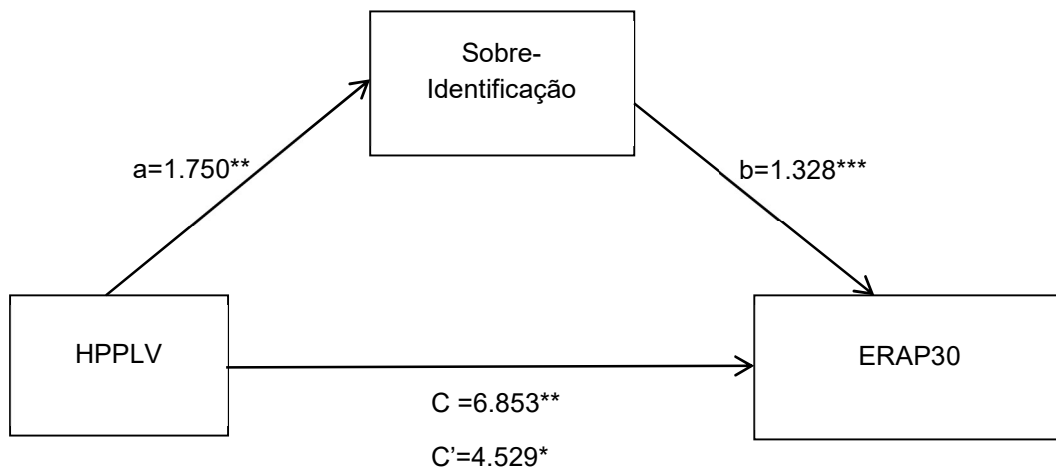 Sobre-
Identificação
a=1.750**
b=1.328***
HPPLV
ERAP30
C =6.853**
C'=4.529*